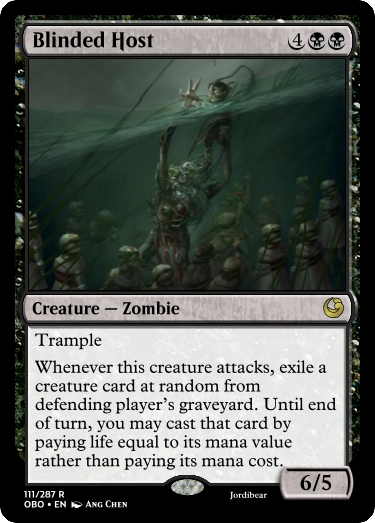 Blinded Host 4
Creature — Zombie
Trample
Whenever this creature attacks, exile a
creature card at random from
defending player's graveyard. Until end
of turn, you may cast that card by
paying life equal to its mana value
rather than paying its mana cost.
6/5
111/287 R
OBO • EN Ang Chen
Jordibear